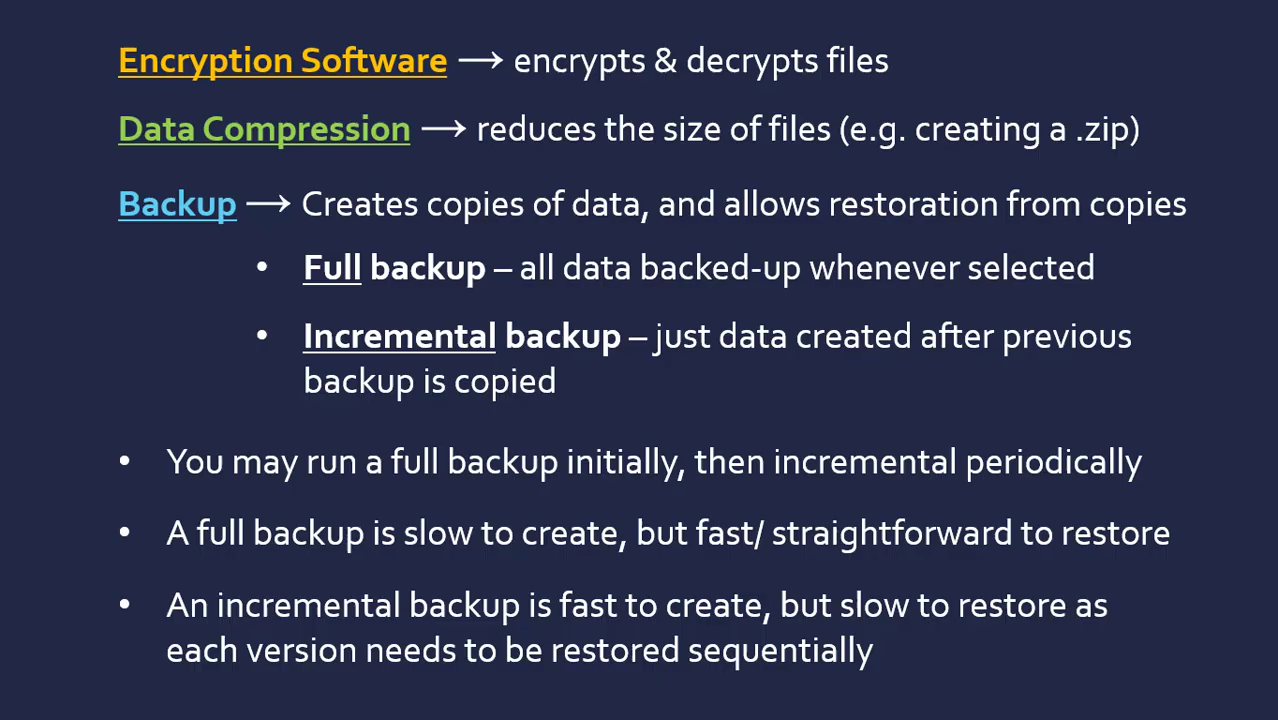 Encryption Software ⟶ encrypts & decrypts files
Data Compression ⟶ reduces the size of files (e.g. creating a .zip)
Backup ⟶ Creates copies of data, and allows restoration from copies
• Full backup – all data backed-up whenever selected
• Incremental backup – just data created after previous
backup is copied
• You may run a full backup initially, then incremental periodically
• A full backup is slow to create, but fast/ straightforward to restore
• An incremental backup is fast to create, but slow to restore as
each version needs to be restored sequentially